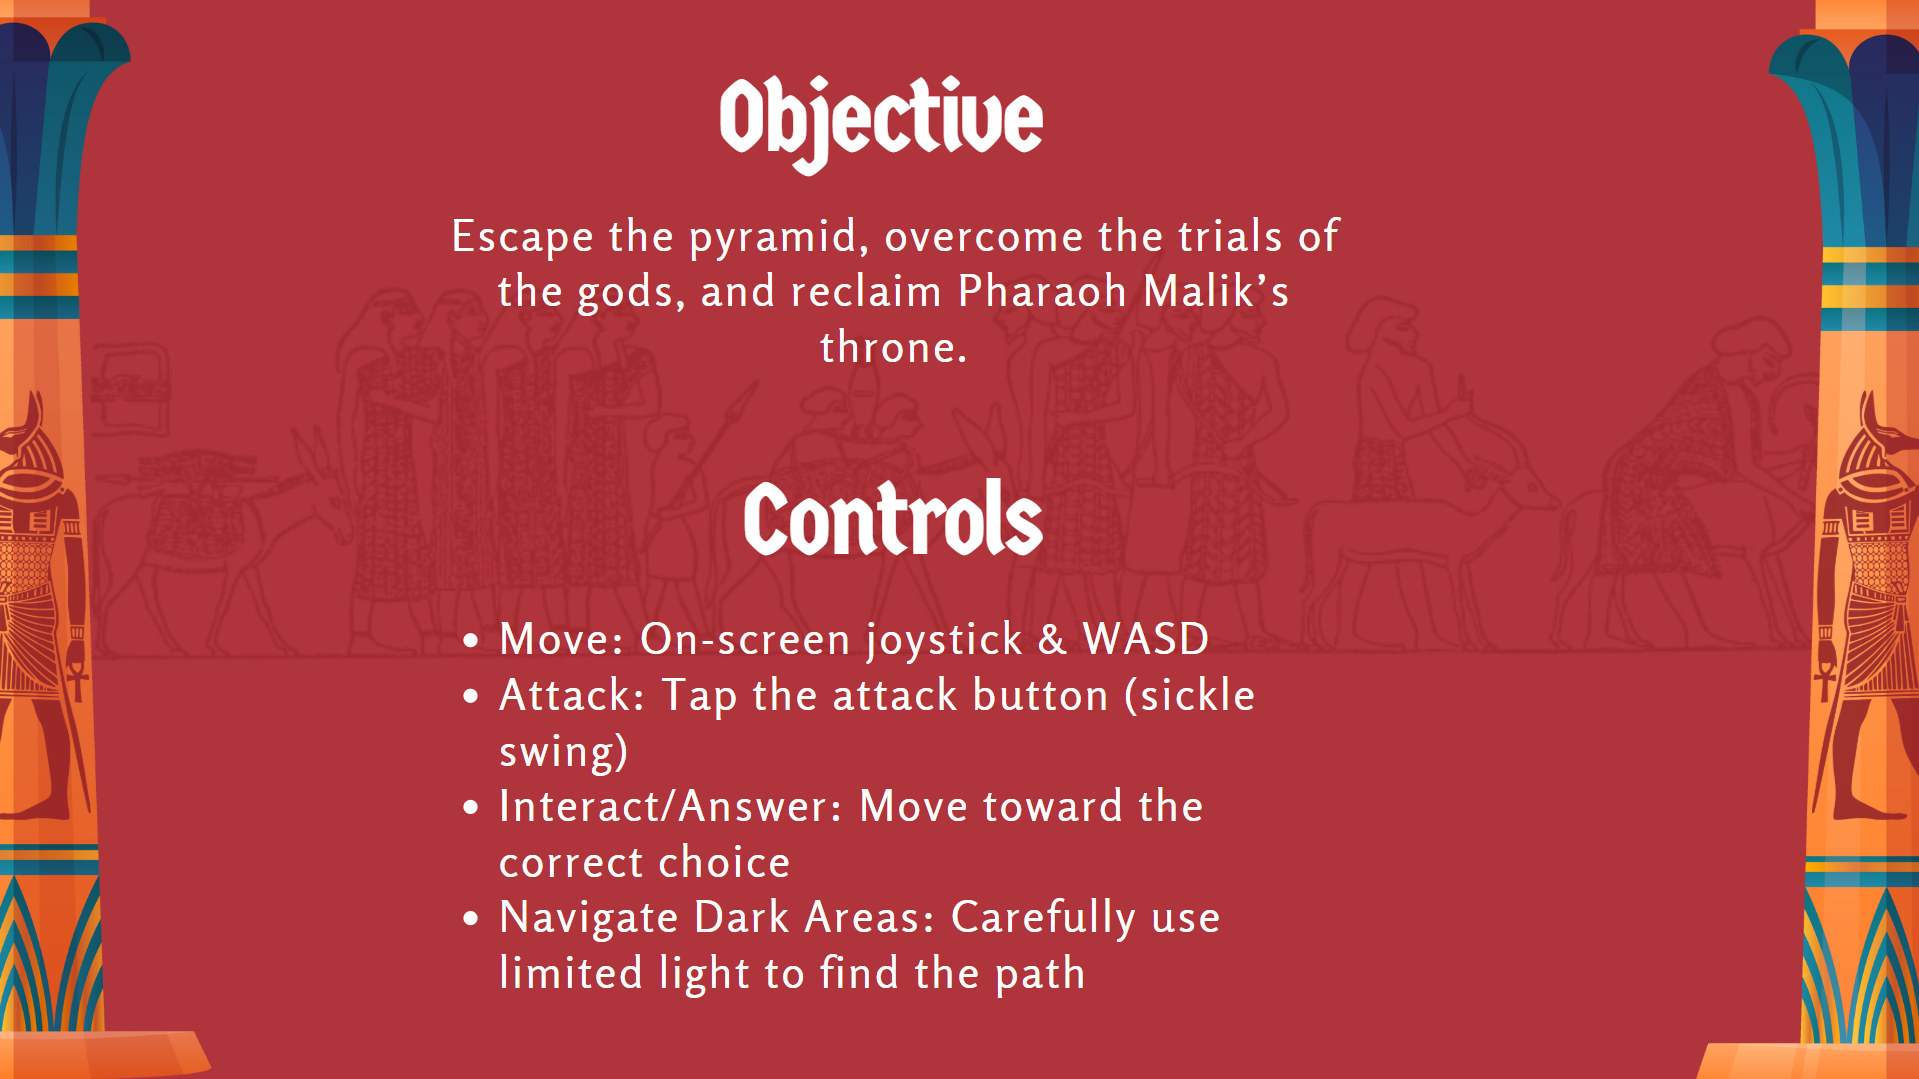 Objective
Escape the pyramid, overcome the trials of
the gods, and reclaim Pharaoh Malik’s
throne.
Controls
• Move: On-screen joystick & WASD
• Attack: Tap the attack button (sickle
swing)
• Interact/Answer: Move toward the
correct choice
• Navigate Dark Areas: Carefully use
limited light to find the path